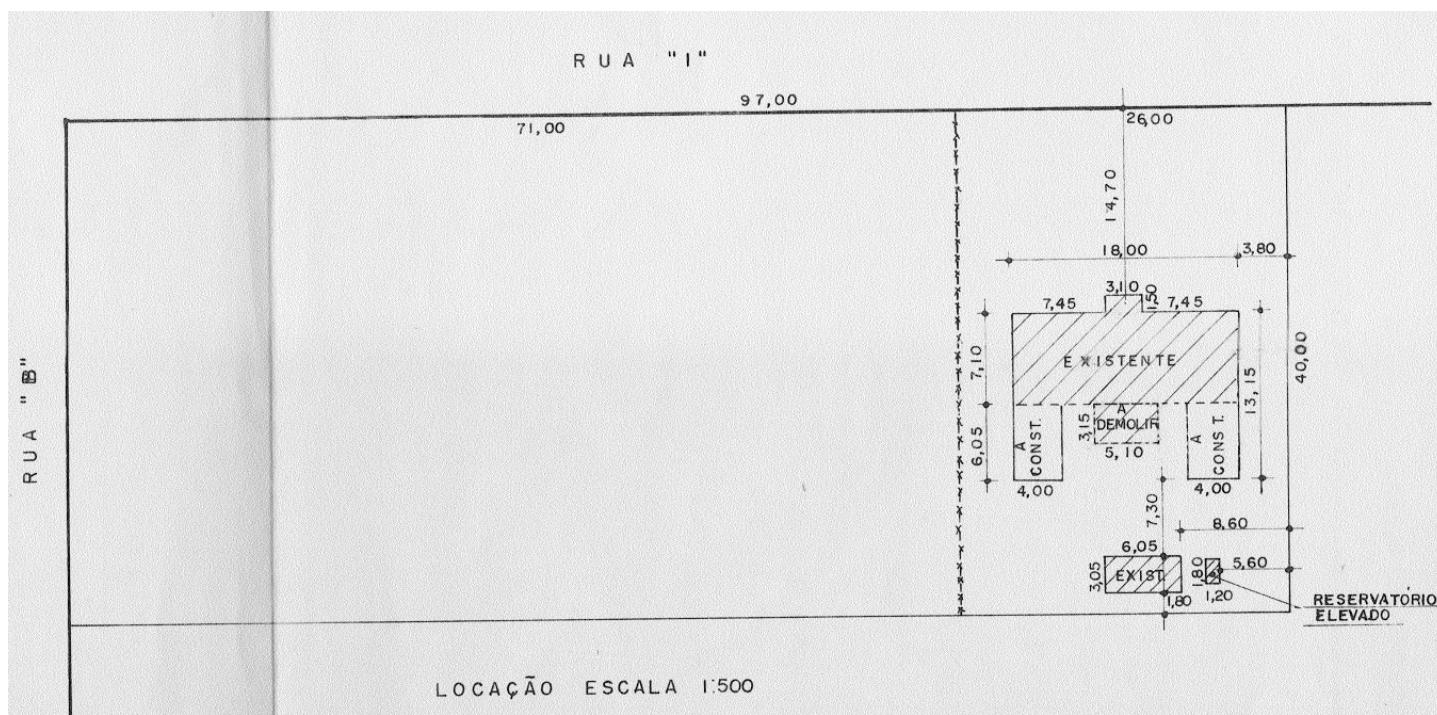 RUA "I"
97,00
71,00
26,00
14,70
18,00
3,80
3,10
7,45
1,50
7,45
EXISTENTE
7,10
40,00
13,15
RUA "B"
A
CONST.
3,15
A
DEMOLIR
5,10
A
CONST.
6,05
4,00
4,00
7,30
8,60
6,05
3,05
EXIST.
1,80
5,60
1,80
1,20
RESERVATÓRIO
ELEVADO
LOCAÇÃO ESCALA 1:500